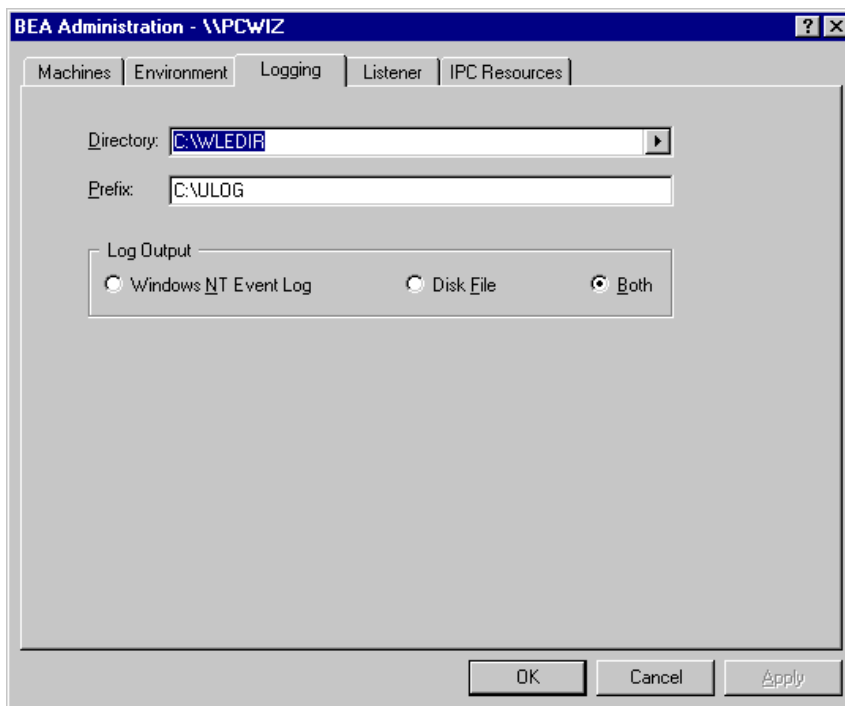 BEA Administration - \\PCWIZ ? X
Machines Environment Logging Listener IPC Resources
Directory: C:\WLEDIR
Prefix: C:\ULOG
Log Output
Windows NT Event Log Disk File Both
OK Cancel Apply